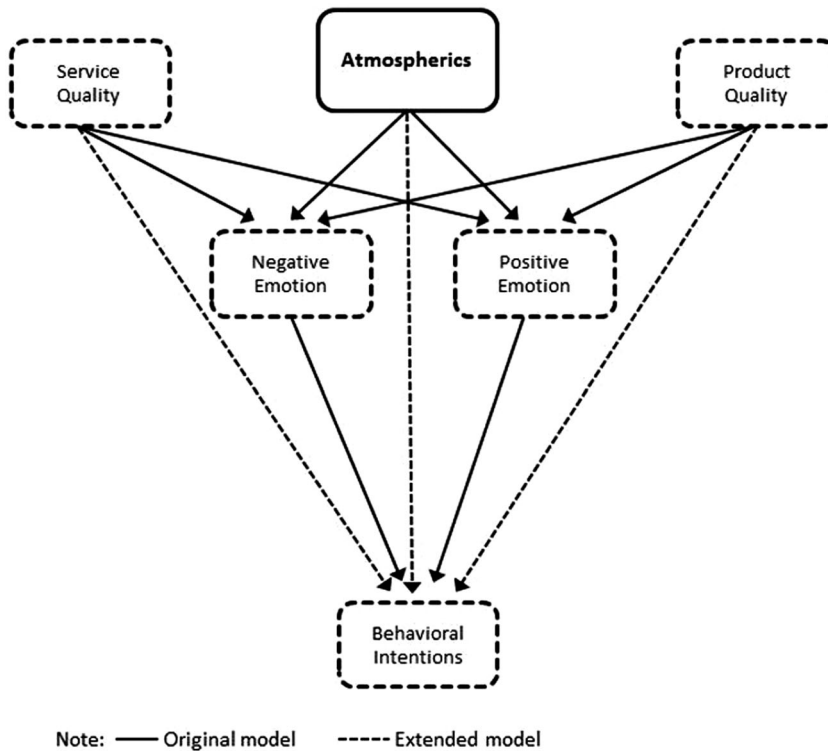 Atmospherics
Service
Quality
Product
Quality
Negative
Emotion
Positive
Emotion
Behavioral
Intentions
Note: Original model Extended model